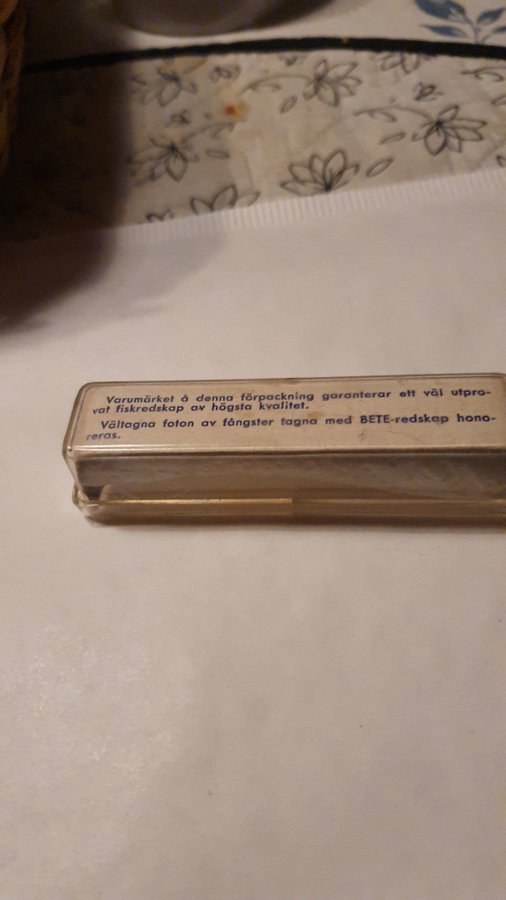 Varumärket å denna förpackning garanterar ett väl utpro-
vat fiskredskap av högsta kvalitet.
Vältagna foton av fångster tagna med BETE-redskap hono-
reras.